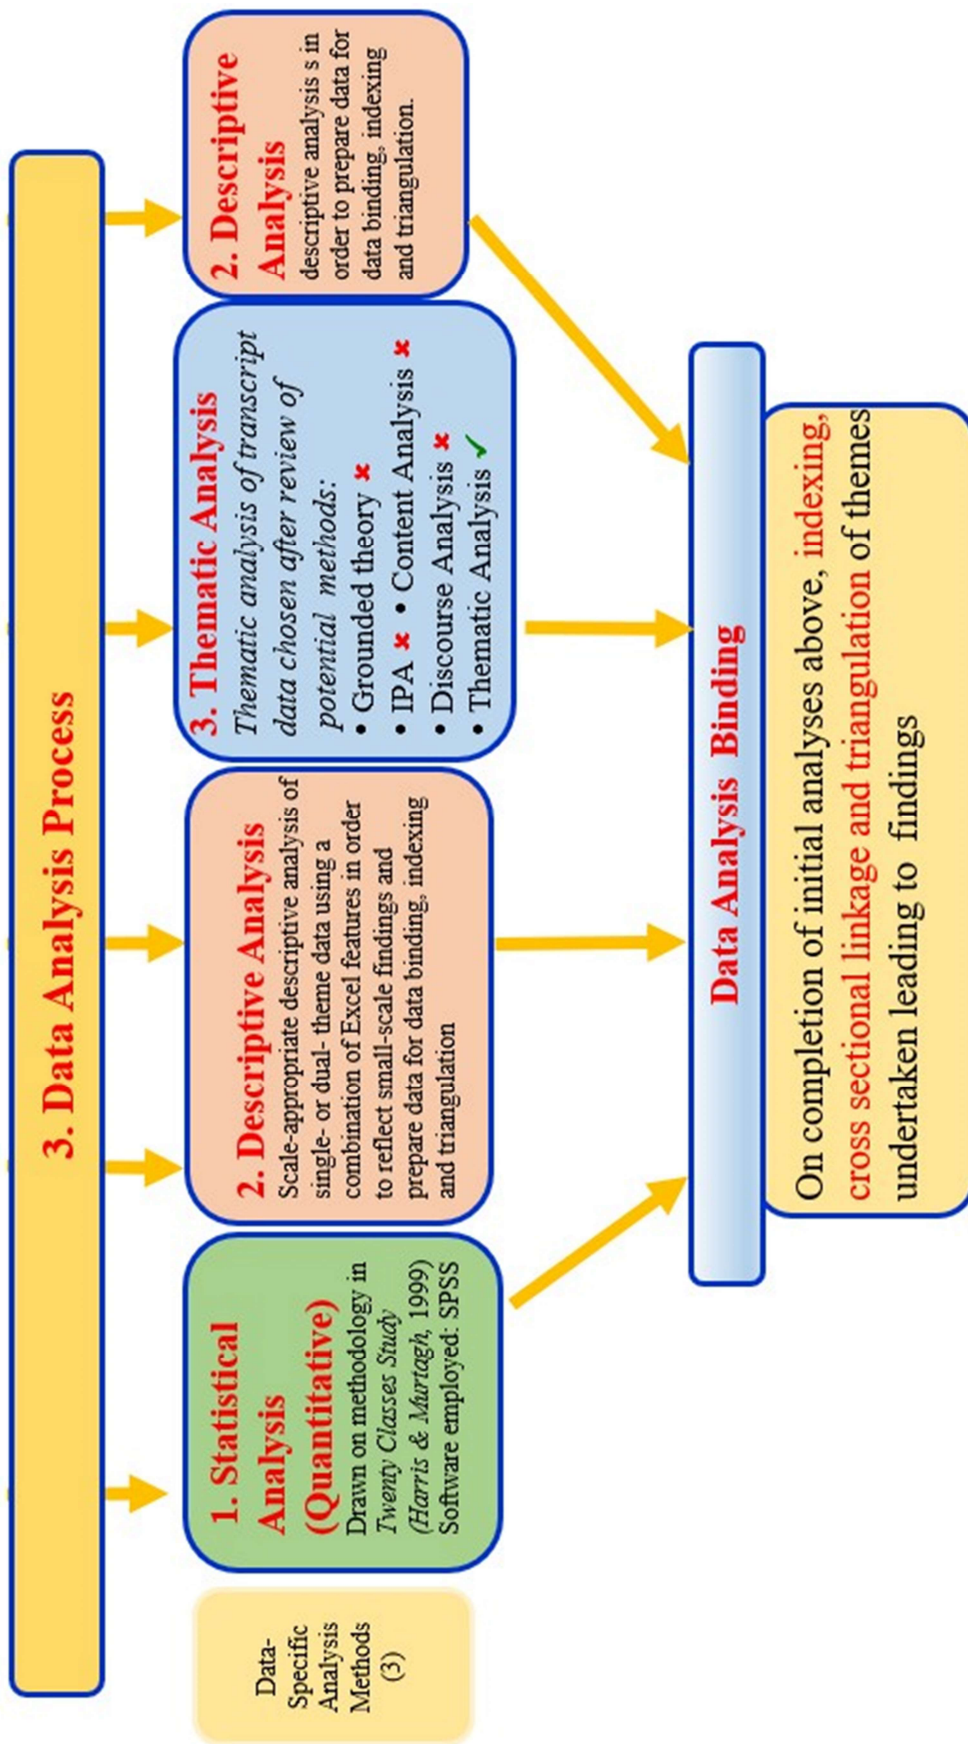 3. Data Analysis Process
Data-
Specific
Analysis
Methods
(3)
1. Statistical
Analysis
(Quantitative)
Drawn on methodology in
Twenty Classes Study
(Harris & Murtagh, 1999)
Software employed: SPSS
2. Descriptive Analysis
Scale-appropriate descriptive analysis of
single- or dual- theme data using a
combination of Excel features in order
to reflect small-scale findings and
prepare data for data binding, indexing
and triangulation
3. Thematic Analysis
Thematic analysis of transcript
data chosen after review of
potential methods:
• Grounded theory ✘
• IPA ✘ • Content Analysis ✘
• Discourse Analysis ✘
• Thematic Analysis ✓
2. Descriptive
Analysis
descriptive analysis s in
order to prepare data for
data binding, indexing
and triangulation.
Data Analysis Binding
On completion of initial analyses above, indexing,
cross sectional linkage and triangulation of themes
undertaken leading to findings